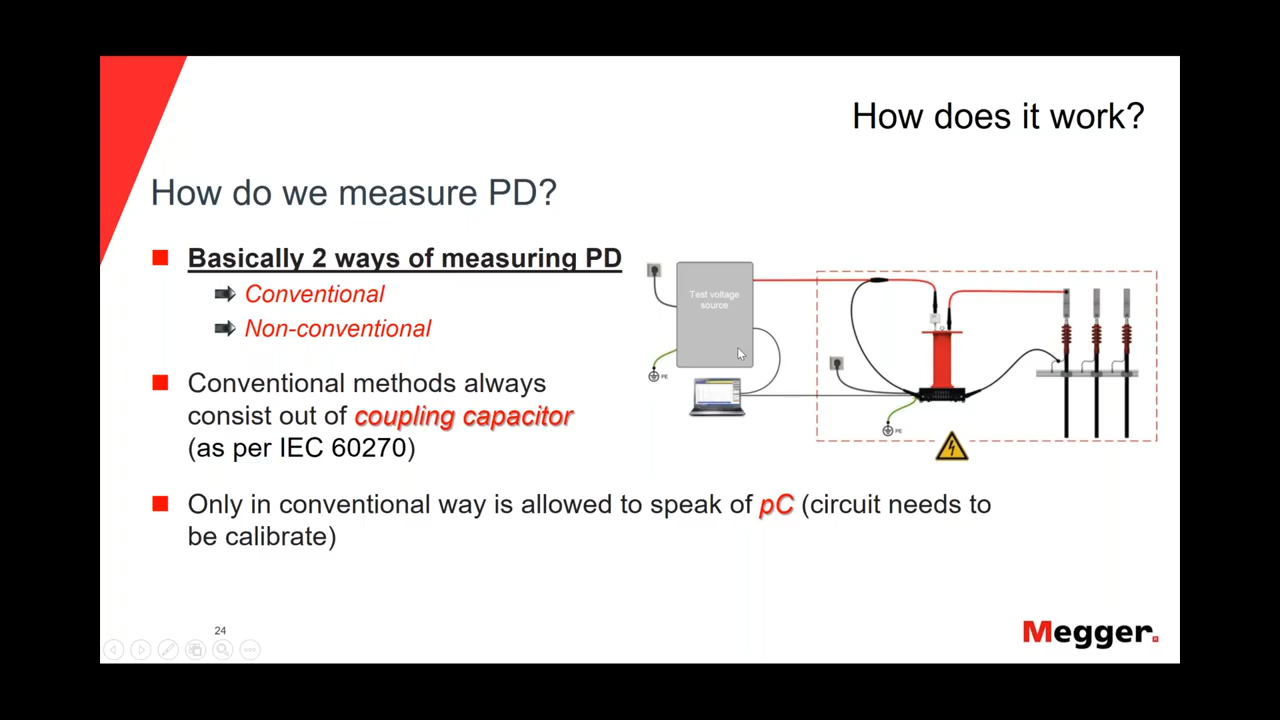 How does it work?
How do we measure PD?
Basically 2 ways of measuring PD
Conventional
Non-conventional
Conventional methods always
consist out of coupling capacitor
(as per IEC 60270)
Only in conventional way is allowed to speak of pC (circuit needs to
be calibrate)
Test voltage
source
PE
PE
24
Megger.